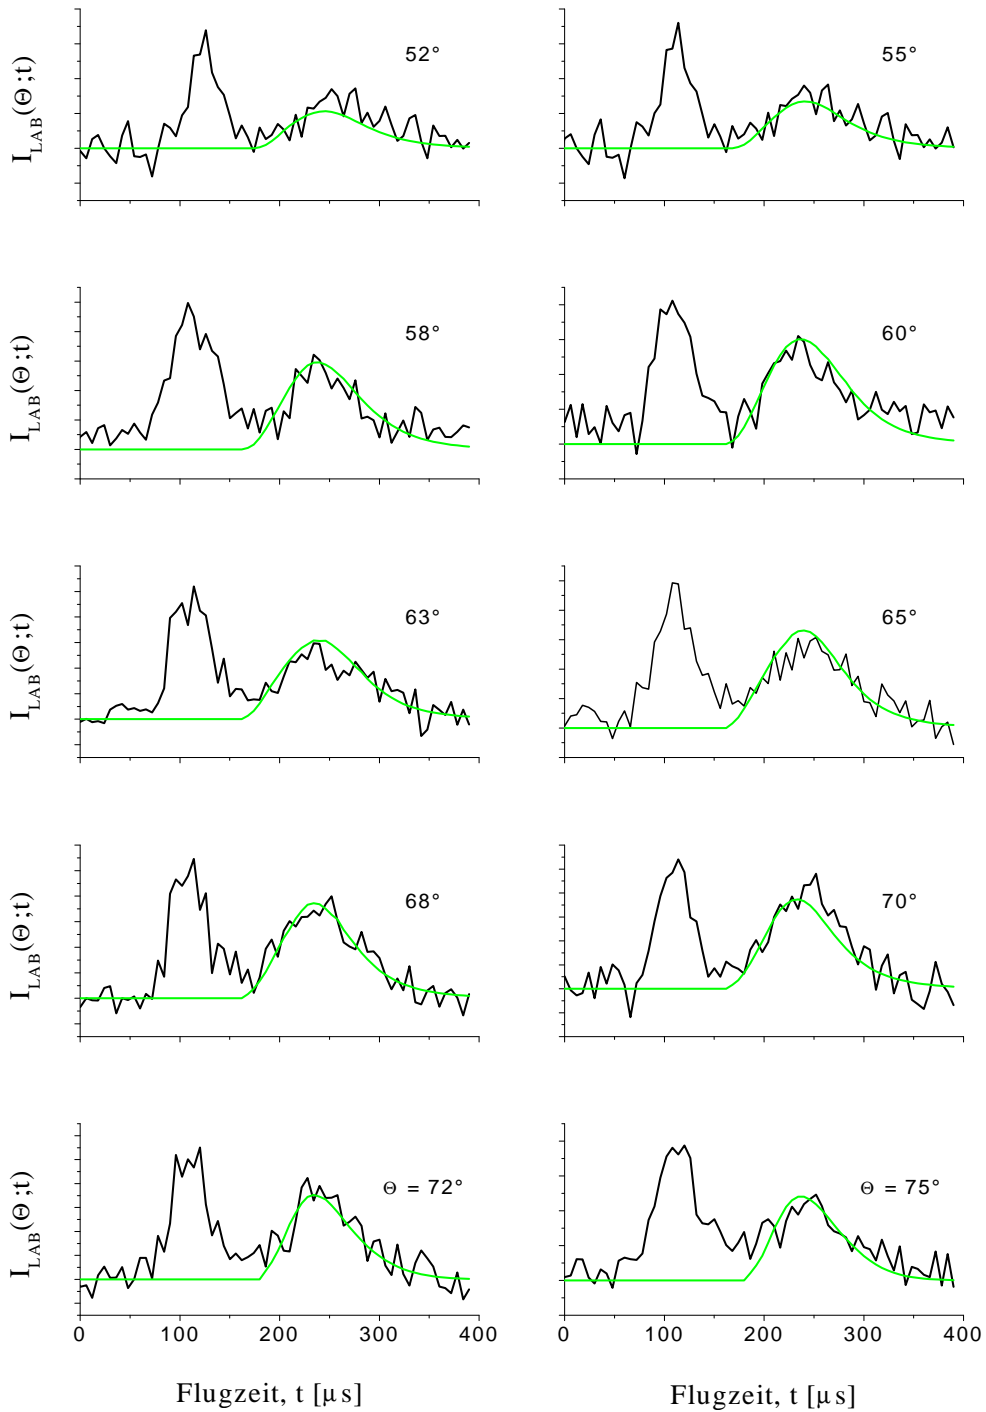 I_LAB(Θ;t) 52° 55°
I_LAB(Θ;t) 58° 60°
I_LAB(Θ;t) 63° 65°
I_LAB(Θ;t) 68° 70°
I_LAB(Θ;t) Θ = 72° Θ = 75°
0 100 200 300 400 0 100 200 300 400
Flugzeit, t [μs] Flugzeit, t [μs]